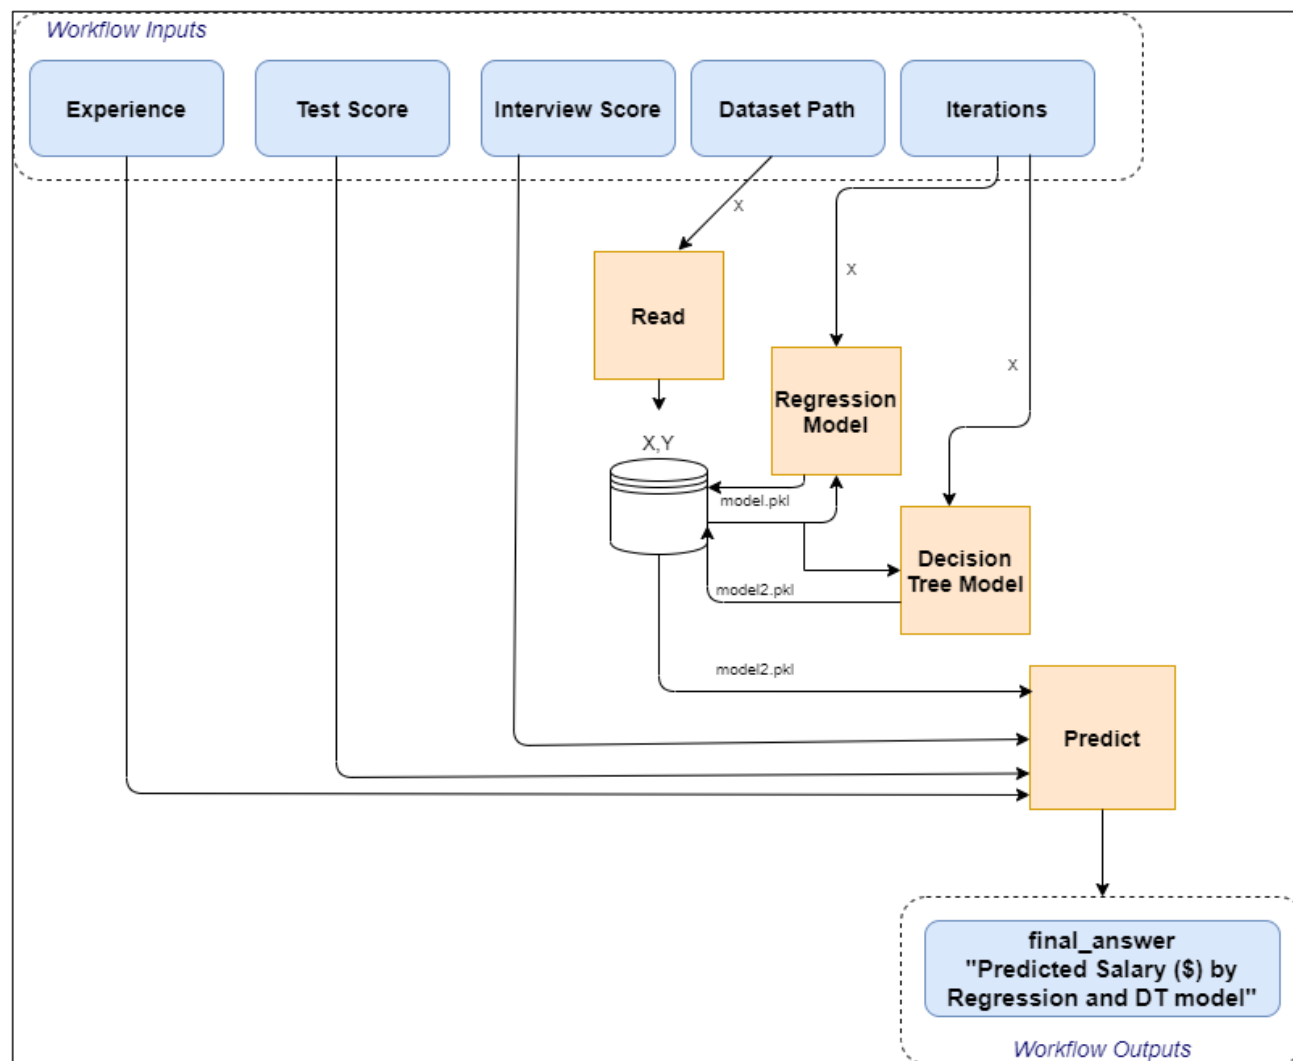 Workflow Inputs
Experience
Test Score
Interview Score
Dataset Path
Iterations
X
X
Read
X
Regression
Model
X,Y
model.pkl
Decision
Tree Model
model2.pkl
model2.pkl
Predict
final_answer
"Predicted Salary ($) by
Regression and DT model"
Workflow Outputs